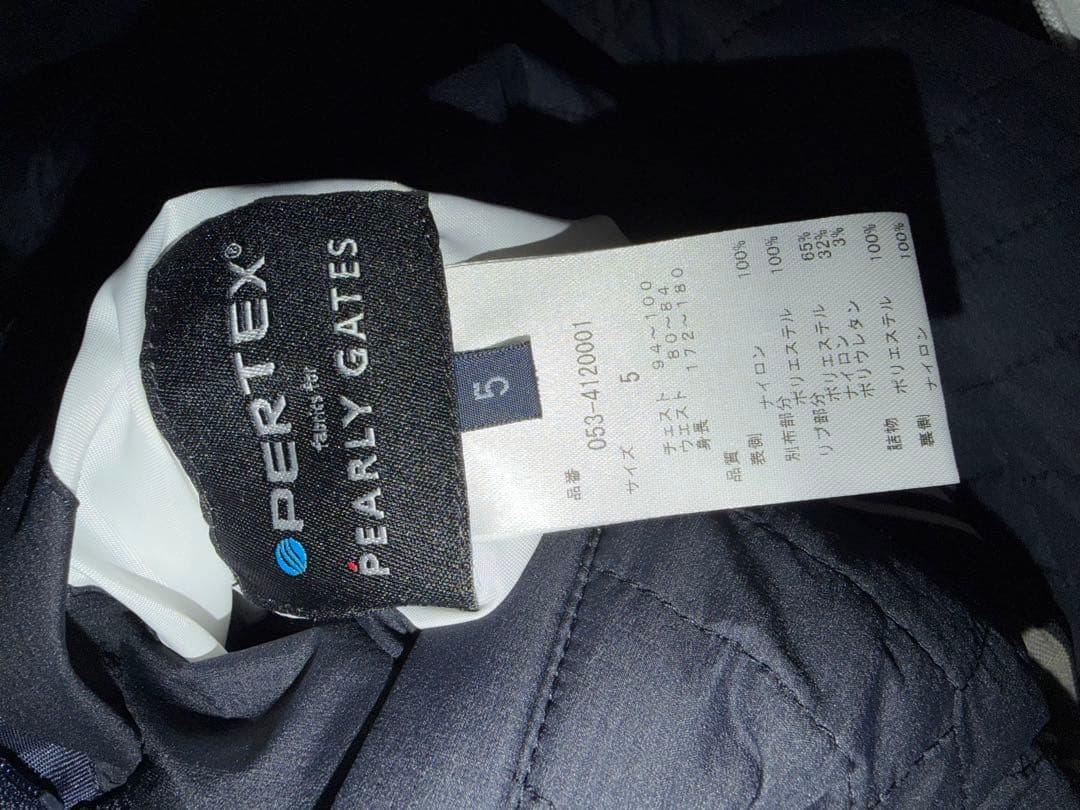 PERTEX®
fabrics for
PEARLY GATES
5
品番 053-4120001
サイズ 5
チェスト 94～100
ウエスト 80～84
身長 172～180
品質
表側 ナイロン 100%
別布部分 ポリエステル 100%
リブ部分 ポリエステル 65%
ナイロン 32%
ポリウレタン 3%
詰物 ポリエステル 100%
裏側 ナイロン 100%